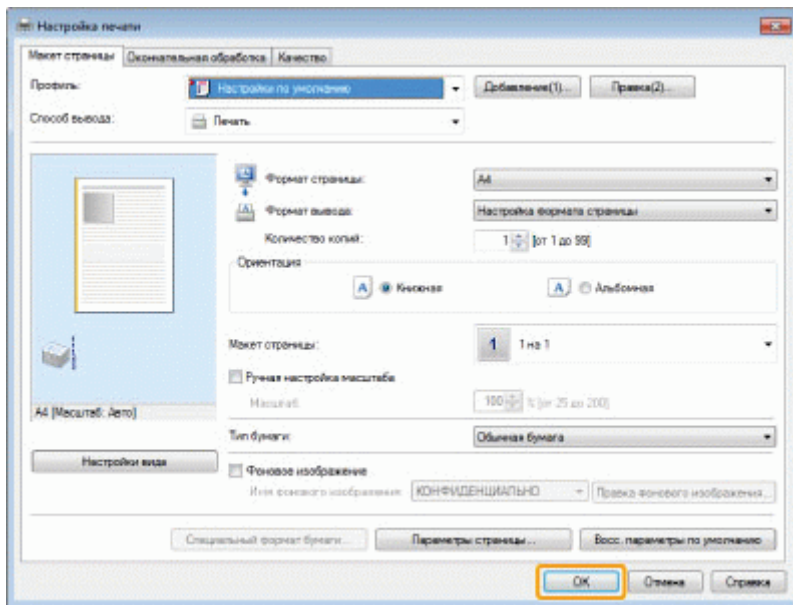 Настройка печати
Макет страницы Окончательная обработка Качество
Профиль: Настройки по умолчанию Добавление(1)... Правка(2)...
Способ вывода: Печать
Формат страницы: A4
Формат вывода: Настройка формата страницы
Количество копий: 1 [от 1 до 99]
Ориентация
A Книжная A Альбомная
Макет страницы: 1 1 на 1
Ручная настройка масштаба
Масштаб: 100 % [от 25 до 200]
A4 [Масштаб: Авто]
Тип бумаги: Обычная бумага
Настройки вида
Фоновое изображение
Имя фонового изображения: КОНФИДЕНЦИАЛЬНО Правка фонового изображения...
Специальный формат бумаги... Параметры страницы... Восс. параметры по умолчанию
OK Отмена Справка